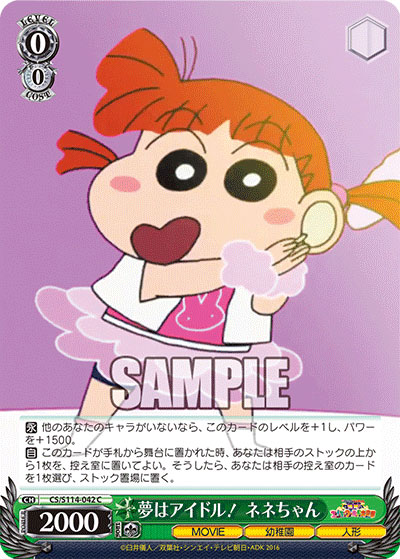 LEVEL
0
0
COST
SAMPLE
永 他のあなたのキャラがいないなら、このカードのレベルを+1し、パワー
を+1500。
自 このカードが手札から舞台に置かれた時、あなたは相手のストックの上か
ら1枚を、控え室に置いてよい。そうしたら、あなたは相手の控え室のカード
を1枚選び、ストック置場に置く。
CH CS/S114-042 C
夢はアイドル! ネネちゃん
POWER
2000
MOVIE 幼稚園 人形
©臼井儀人/双葉社・シンエイ・テレビ朝日・ADK 2016